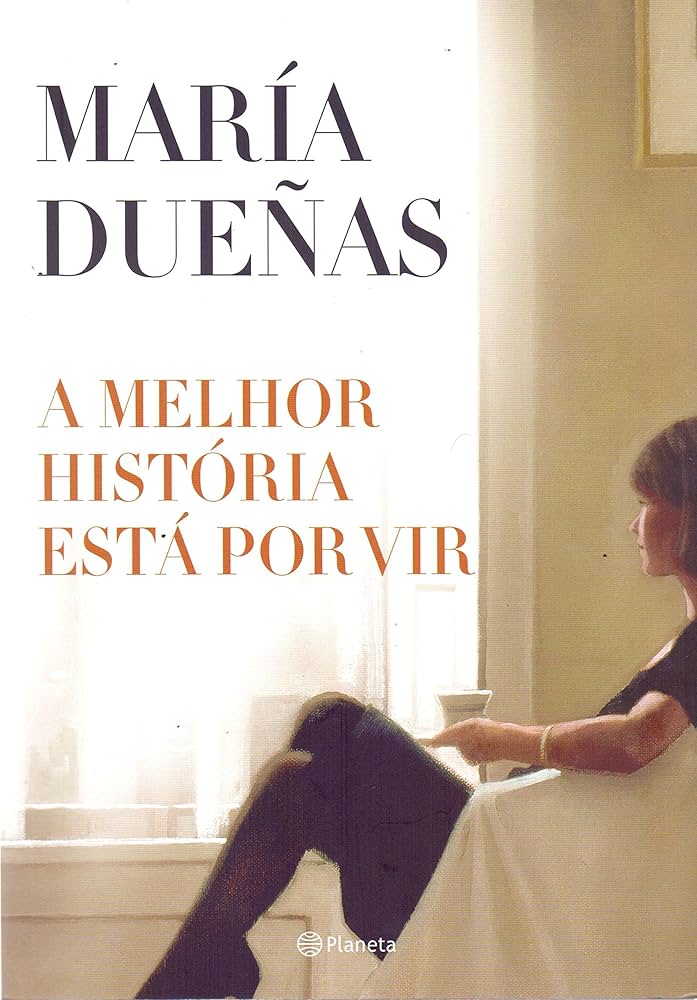 MARÍA
DUEÑAS
A MELHOR
HISTÓRIA
ESTÁ POR VIR
Planeta